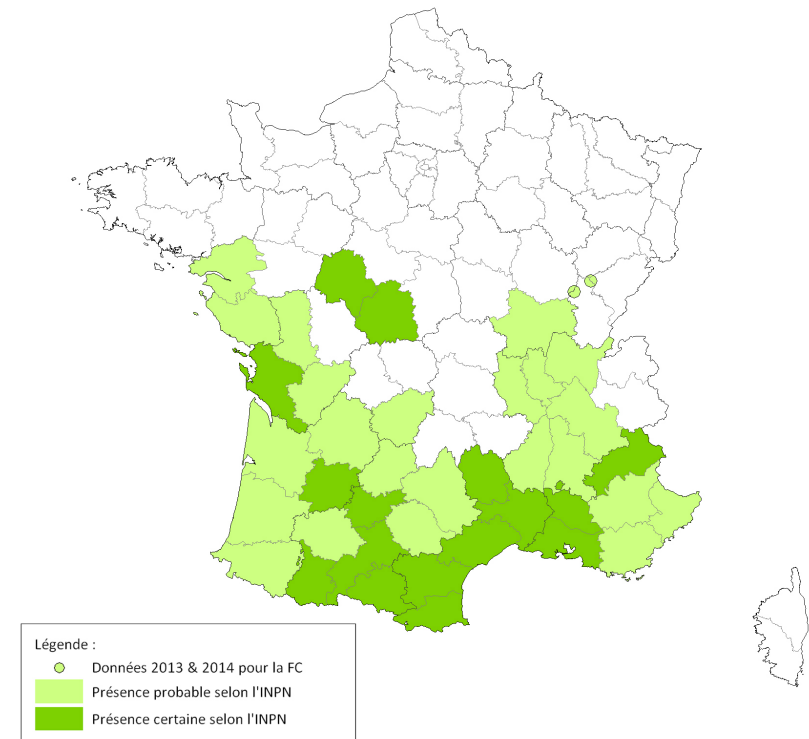 Légende :
Données 2013 & 2014 pour la FC
Présence probable selon l'INPN
Présence certaine selon l'INPN